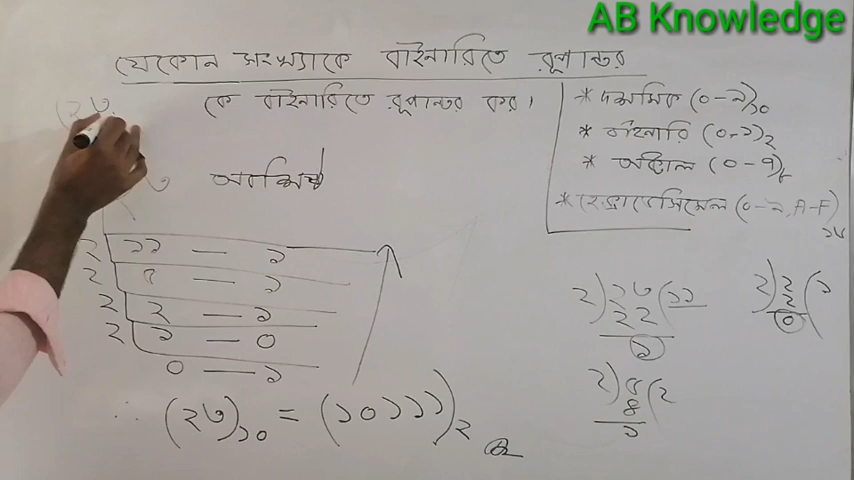 AB Knowledge
যেকোন সংখ্যাকে বাইনারিতে রূপান্তর
(২৩ কে বাইনারিতে রূপান্তর কর।
* দশমিক (০-৯)১০
* বাইনারি (০,১)২
* অক্টাল (০-৭)৮
* হেক্সাডেসিমেল (০-৯, A-F)১৬
৩ অবশিষ্ট
২ ১১ — ১
২ ৫ — ১
২ ২ — ১
২ ১ — ০
০ — ১
∴ (২৩)১০ = (১০১১১)২
২)২৩(১১
২২
১
২)২(১
২
০
২)৫(২
৪
১